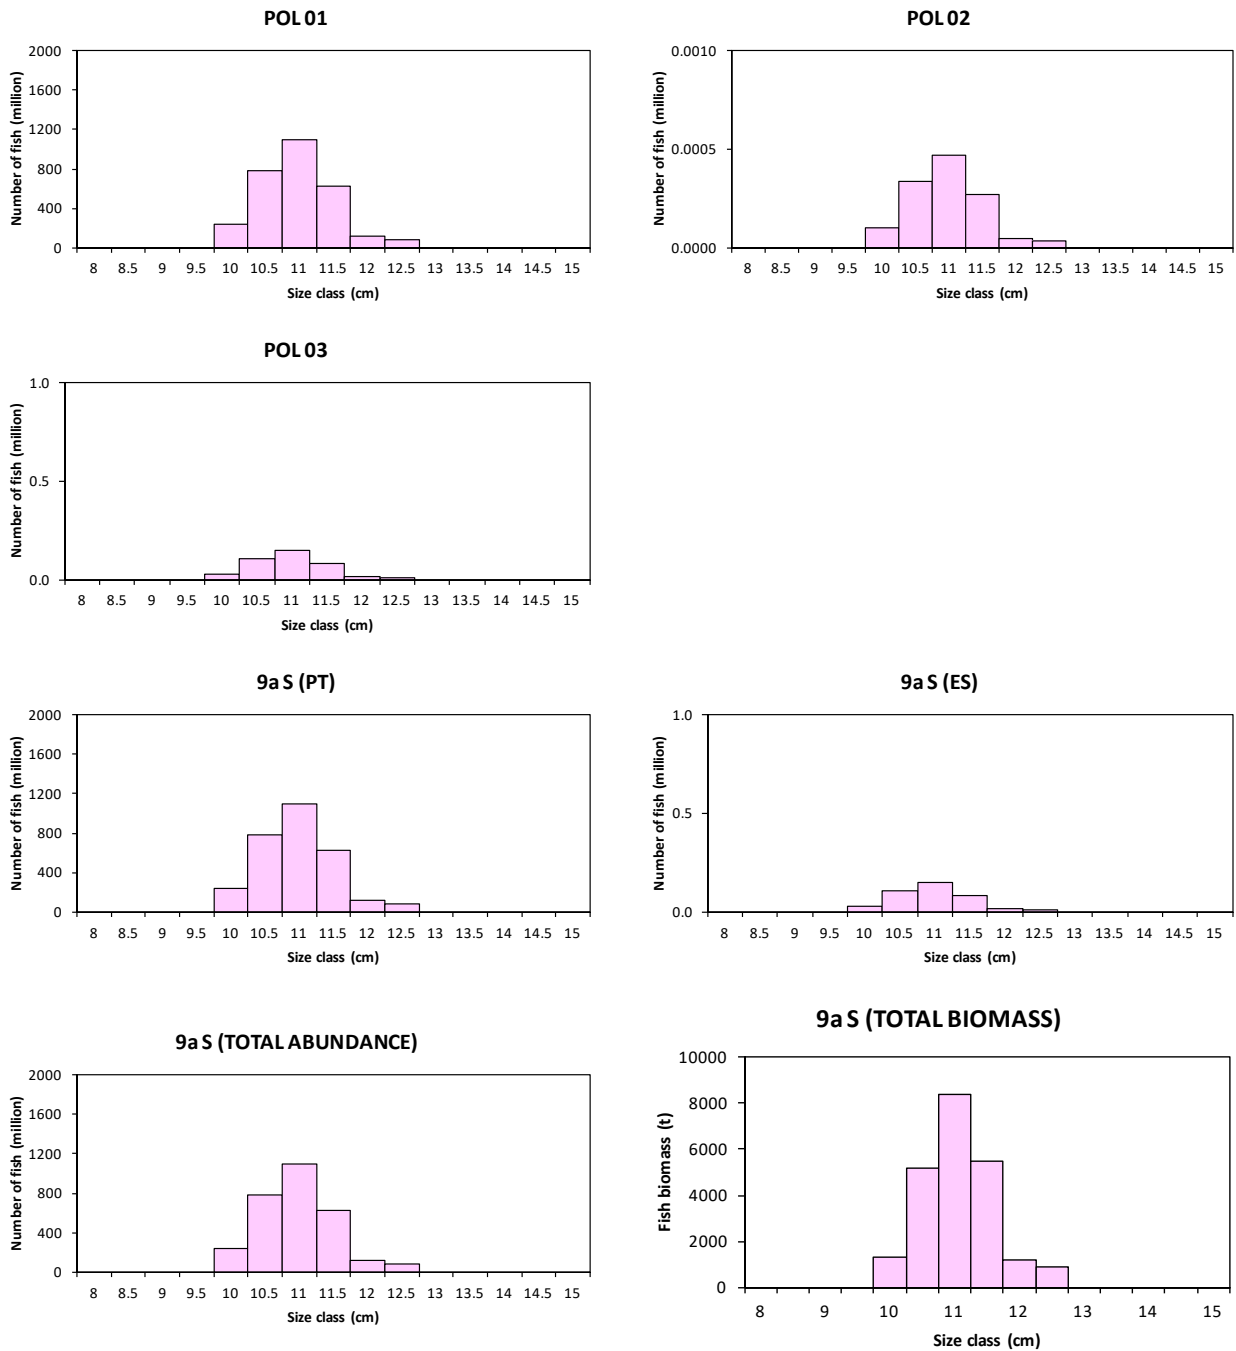 POL 01
2000
1600
1200
800
400
0
Number of fish (million)
8 8.5 9 9.5 10 10.5 11 11.5 12 12.5 13 13.5 14 14.5 15
Size class (cm)
POL 02
0.0010
0.0005
0.0000
Number of fish (million)
8 8.5 9 9.5 10 10.5 11 11.5 12 12.5 13 13.5 14 14.5 15
Size class (cm)
POL 03
1.0
0.5
0.0
Number of fish (million)
8 8.5 9 9.5 10 10.5 11 11.5 12 12.5 13 13.5 14 14.5 15
Size class (cm)
9a S (PT)
2000
1600
1200
800
400
0
Number of fish (million)
8 8.5 9 9.5 10 10.5 11 11.5 12 12.5 13 13.5 14 14.5 15
Size class (cm)
9a S (ES)
1.0
0.5
0.0
Number of fish (million)
8 8.5 9 9.5 10 10.5 11 11.5 12 12.5 13 13.5 14 14.5 15
Size class (cm)
9a S (TOTAL ABUNDANCE)
2000
1600
1200
800
400
0
Number of fish (million)
8 8.5 9 9.5 10 10.5 11 11.5 12 12.5 13 13.5 14 14.5 15
Size class (cm)
9a S (TOTAL BIOMASS)
10000
8000
6000
4000
2000
0
Fish biomass (t)
8 9 10 11 12 13 14 15
Size class (cm)